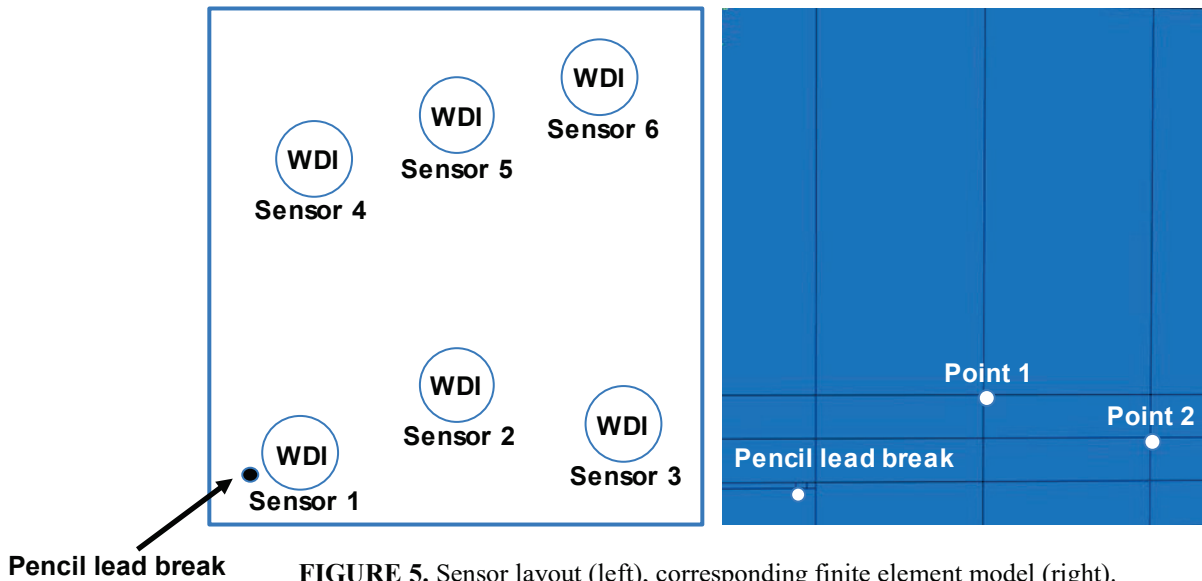 WDI
Sensor 6
WDI
Sensor 5
WDI
Sensor 4
WDI
Sensor 2
WDI
Sensor 3
WDI
Sensor 1
Pencil lead break
Point 1
Point 2
Pencil lead break
FIGURE 5. Sensor layout (left), corresponding finite element model (right).